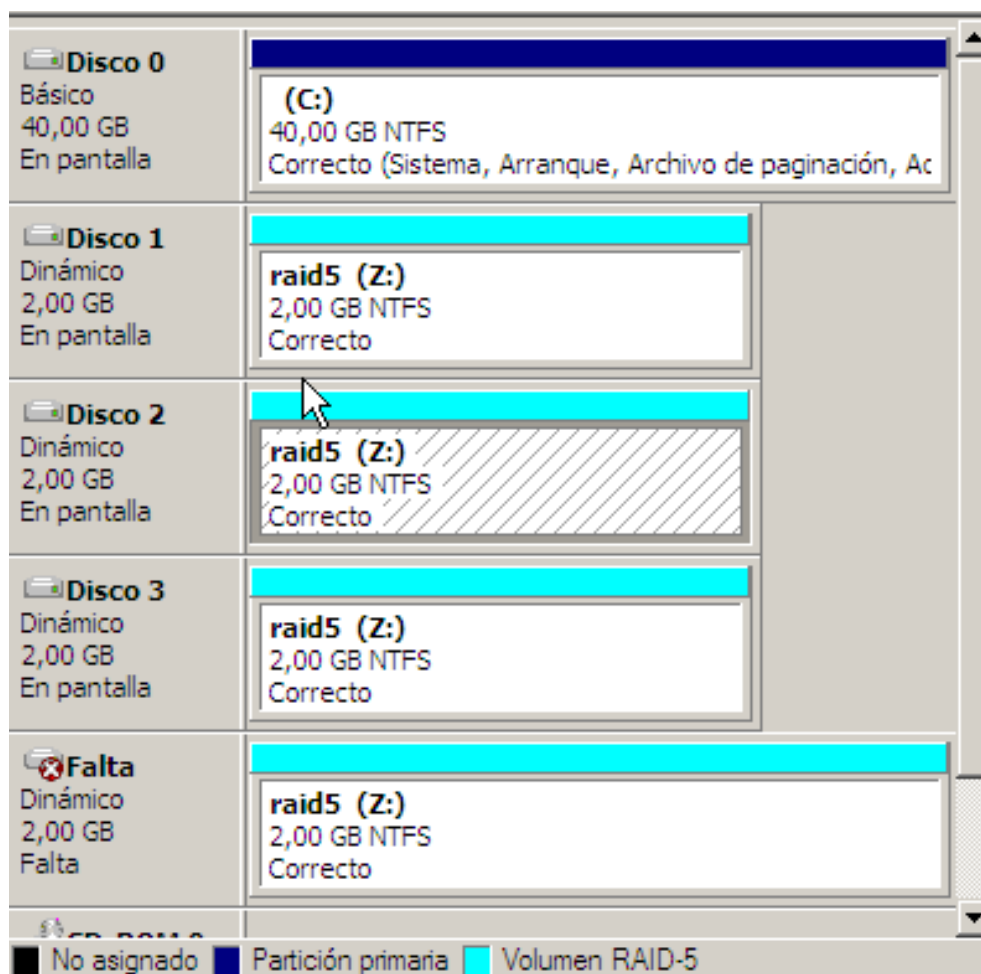 Disco 0
Básico
40,00 GB
En pantalla
(C:)
40,00 GB NTFS
Correcto (Sistema, Arranque, Archivo de paginación, Ac
Disco 1
Dinámico
2,00 GB
En pantalla
raid5 (Z:)
2,00 GB NTFS
Correcto
Disco 2
Dinámico
2,00 GB
En pantalla
raid5 (Z:)
2,00 GB NTFS
Correcto
Disco 3
Dinámico
2,00 GB
En pantalla
raid5 (Z:)
2,00 GB NTFS
Correcto
Falta
Dinámico
2,00 GB
Falta
raid5 (Z:)
2,00 GB NTFS
Correcto
No asignado Partición primaria Volumen RAID-5